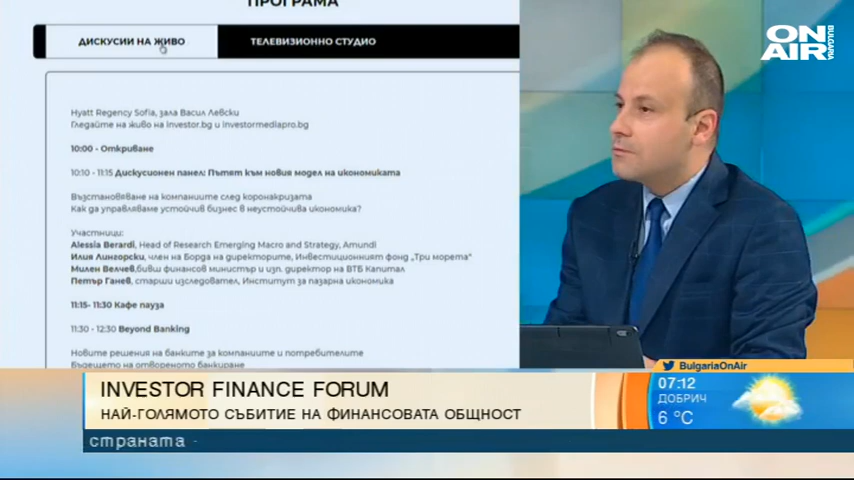 ПРОГРАМА
ДИСКУСИИ НА ЖИВО
ТЕЛЕВИЗИОННО СТУДИО
Hyatt Regency Sofia, зала Васил Левски
Гледайте на живо на investor.bg и investormediapro.bg
10:00 - Откриване
10:10 - 11:15 Дискусионен панел: Пътят към новия модел на икономиката
Възстановяване на компаниите след коронакризата
Как да управляваме устойчив бизнес в неустойчива икономика?
Участници:
Alessia Berardi, Head of Research Emerging Macro and Strategy, Amundi
Илия Лингорски, член на Борда на директорите, Инвестиционният фонд „Три морета"
Милен Велчев,бивш финансов министър и изп. директор на ВТБ Капитал
Петър Ганев, старши изследовател, Институт за пазарна икономика
11:15- 11:30 Кафе пауза
11:30 - 12:30 Beyond Banking
Новите решения на банките за компаниите и потребителите
Бъдещето на отвореното банкиране
ON AIR
BULGARIA
BulgariaOnAir
INVESTOR FINANCE FORUM
НАЙ-ГОЛЯМОТО СЪБИТИЕ НА ФИНАНСОВАТА ОБЩНОСТ
07:12
ДОБРИЧ
6 °C
страната -